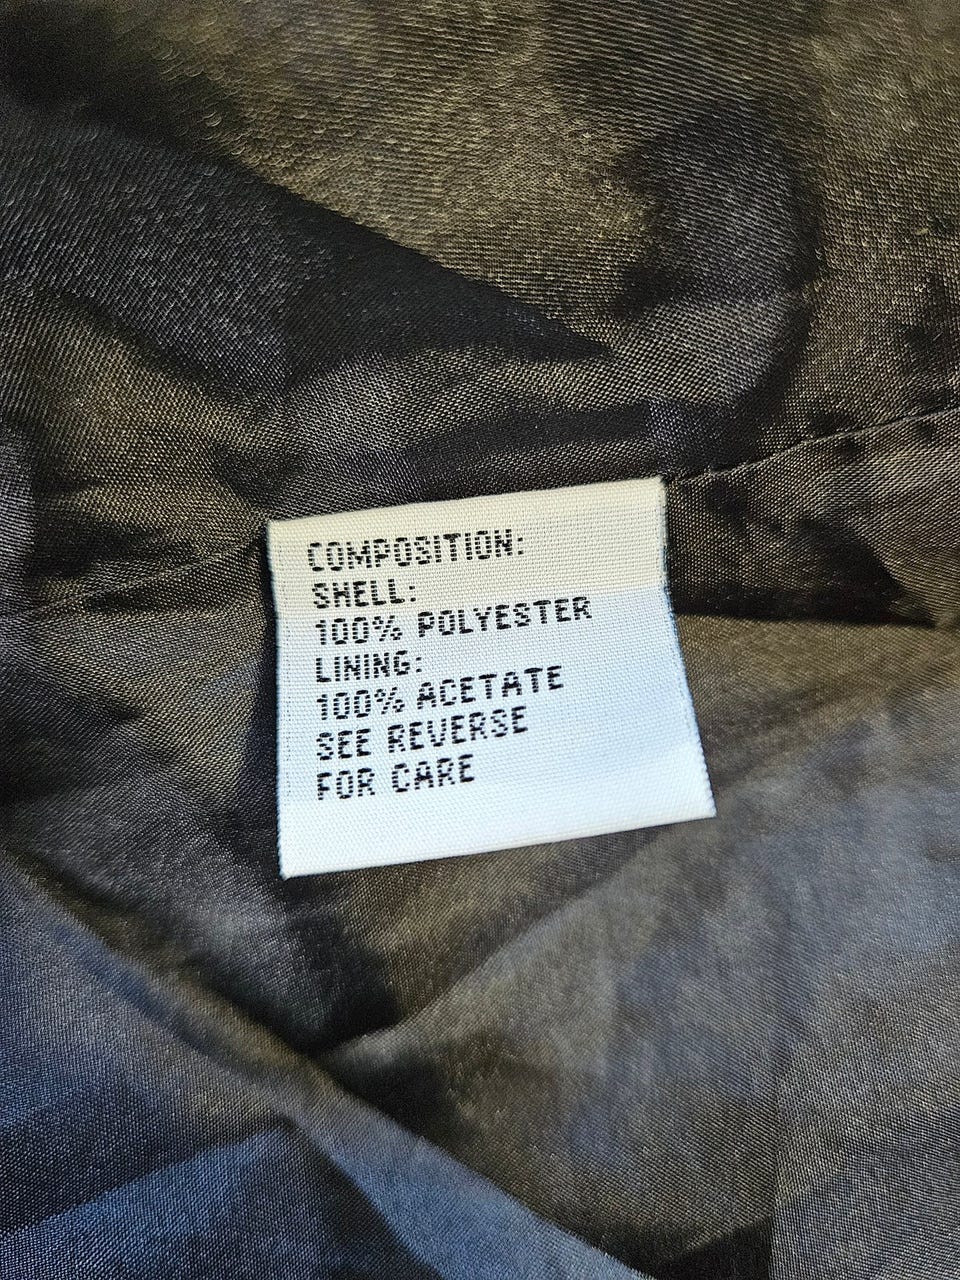 COMPOSITION:
SHELL:
100% POLYESTER
LINING:
100% ACETATE
SEE REVERSE
FOR CARE